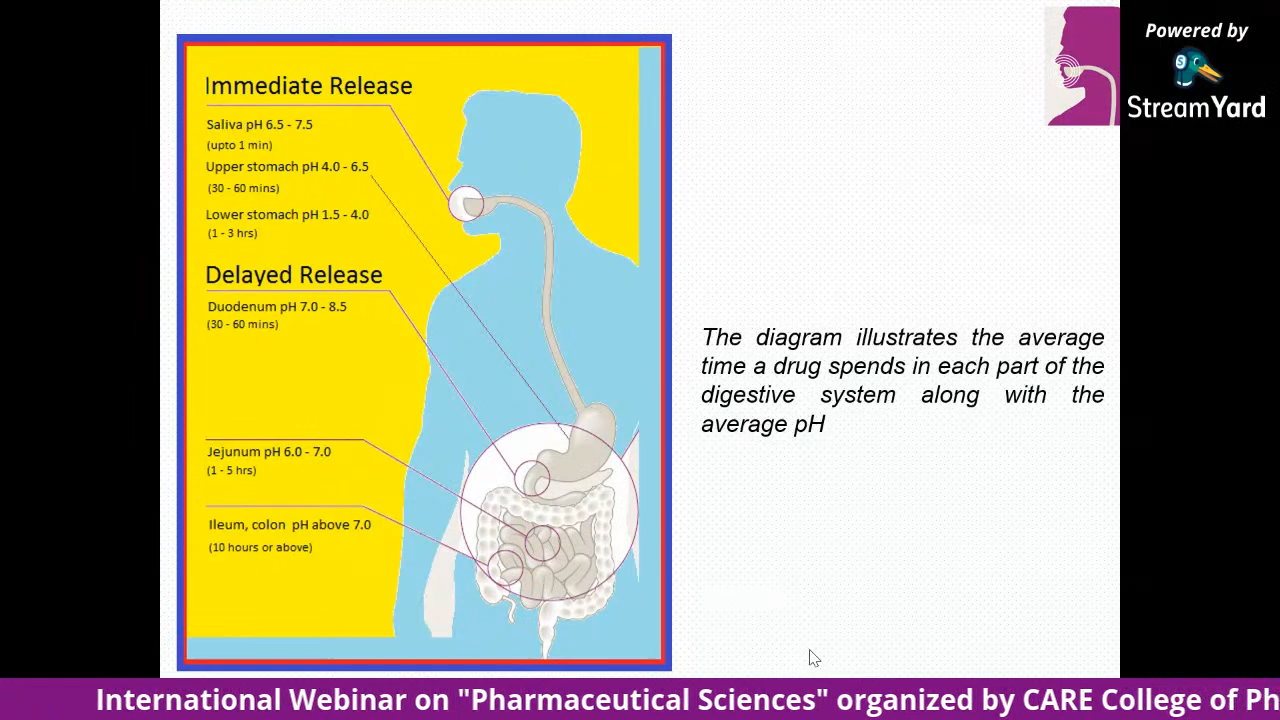 Immediate Release
Saliva pH 6.5 - 7.5
(upto 1 min)
Upper stomach pH 4.0 - 6.5
(30 - 60 mins)
Lower stomach pH 1.5 - 4.0
(1 - 3 hrs)
Delayed Release
Duodenum pH 7.0 - 8.5
(30 - 60 mins)
Jejunum pH 6.0 - 7.0
(1 - 5 hrs)
Ileum, colon pH above 7.0
(10 hours or above)
The diagram illustrates the average
time a drug spends in each part of the
digestive system along with the
average pH
Powered by
S
StreamYard
International Webinar on "Pharmaceutical Sciences" organized by CARE College of Ph